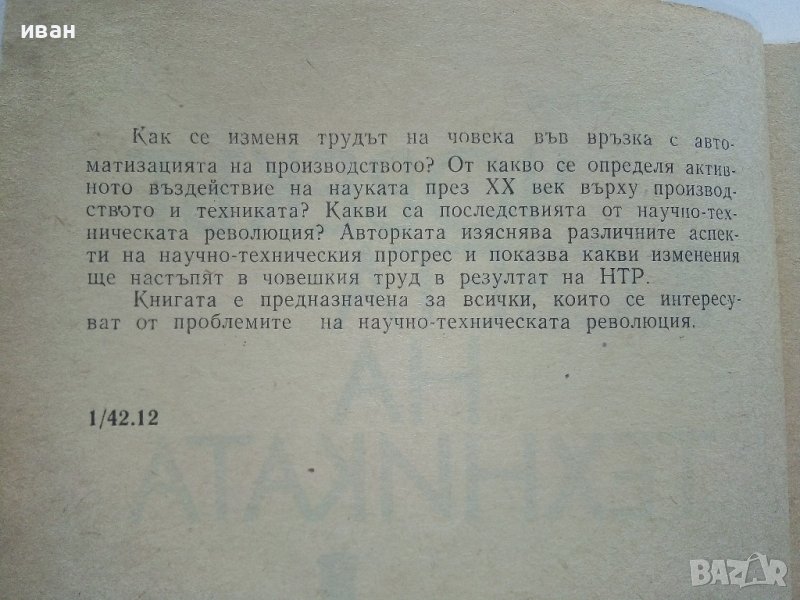 иван
Как се изменя трудът на човека във връзка с авто-
матизацията на производството? От какво се определя актив-
ното въздействие на науката през XX век върху производ-
ството и техниката? Какви са последствията от научно-тех-
ническата революция? Авторката изяснява различните аспек-
ти на научно-техническия прогрес и показва какви изменения
ще настъпят в човешкия труд в резултат на НТР.
Книгата е предназначена за всички, които се интересу-
ват от проблемите на научно-техническата революция.
НА
1/42.12
ТЕХНИКАТА
BAZAR